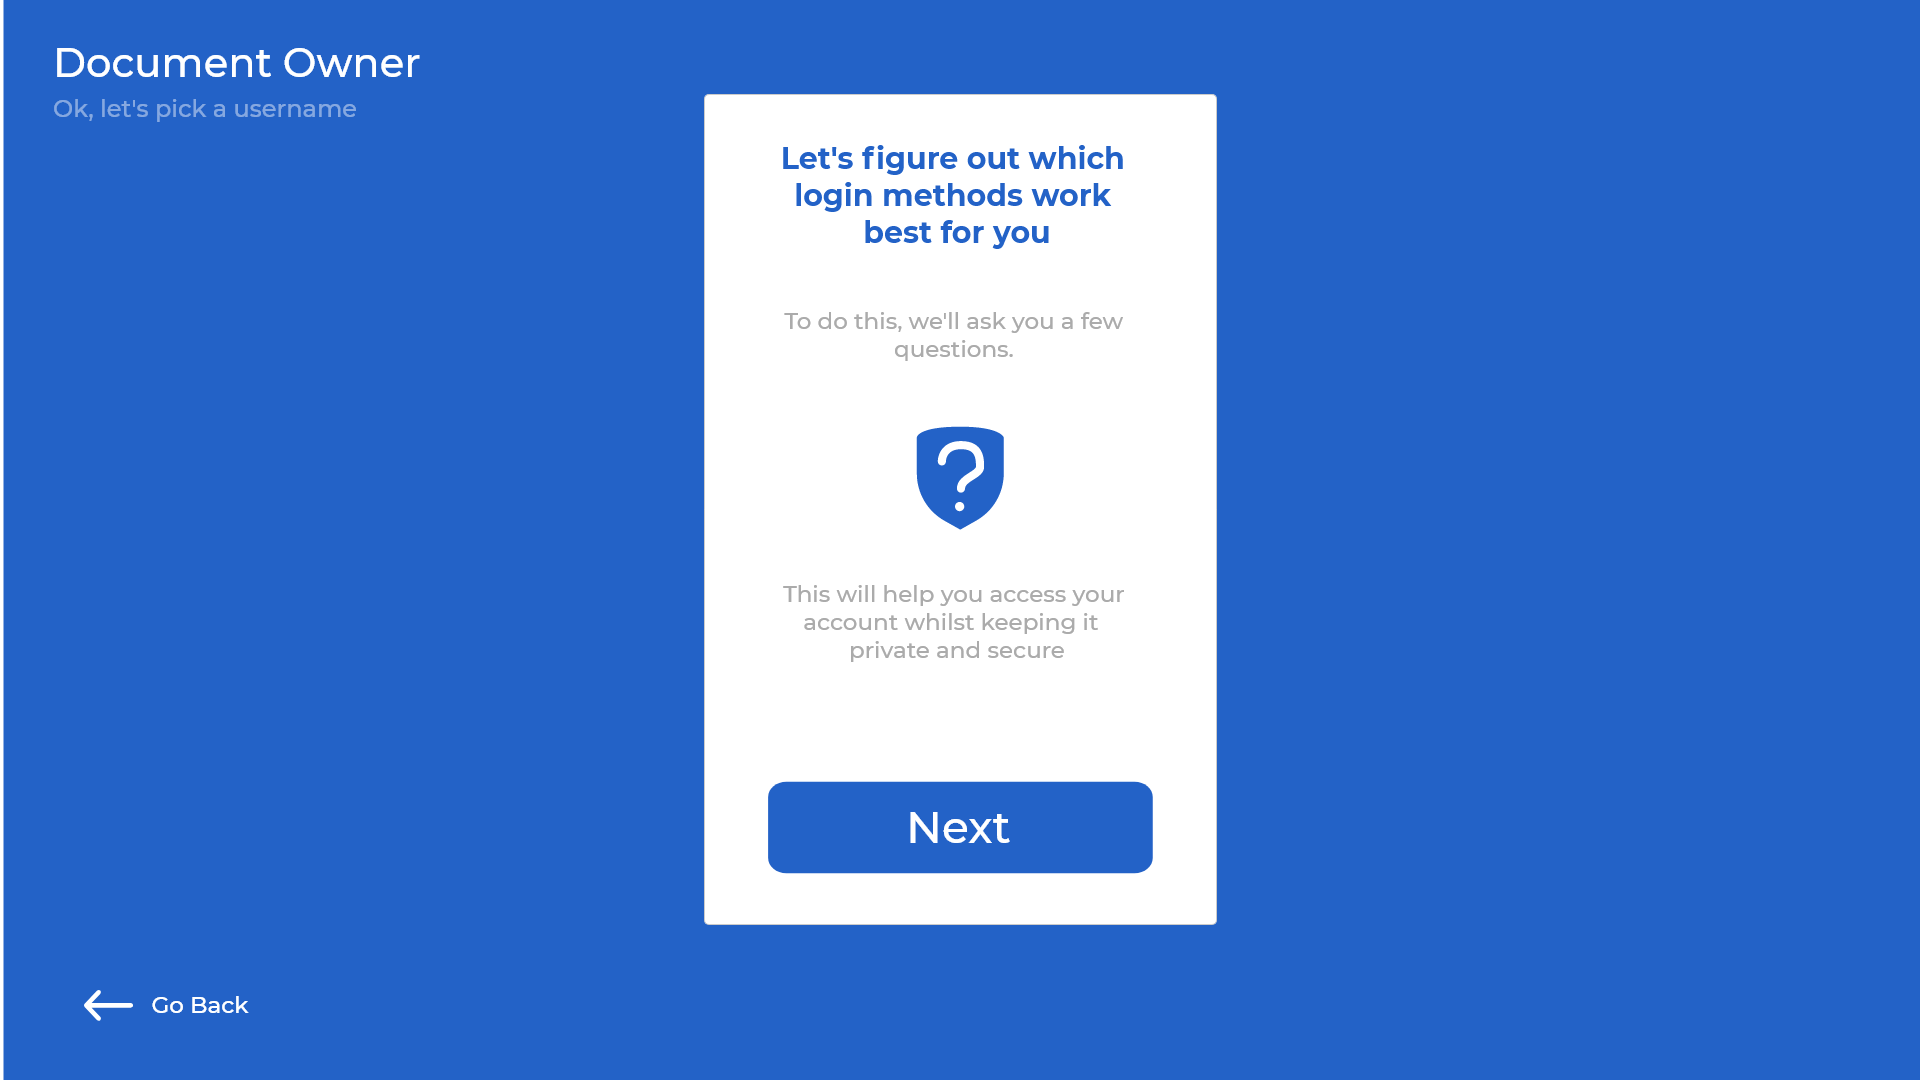 Document Owner
Ok, let's pick a username
Let's figure out which
login methods work
best for you
To do this, we'll ask you a few
questions.
?
This will help you access your
account whilst keeping it
private and secure
Next
Go Back